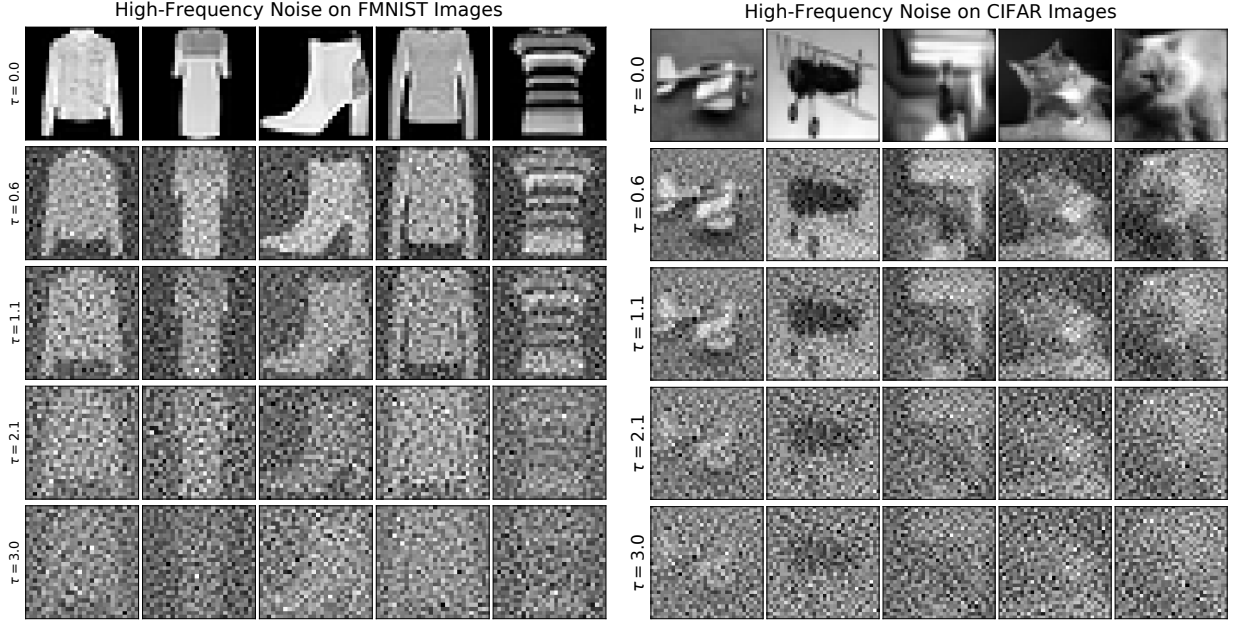 High-Frequency Noise on FMNIST Images
τ = 0.0
τ = 0.6
τ = 1.1
τ = 2.1
τ = 3.0
High-Frequency Noise on CIFAR Images
τ = 0.0
τ = 0.6
τ = 1.1
τ = 2.1
τ = 3.0